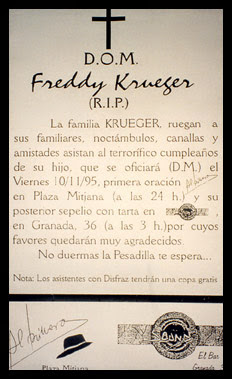 D.O.M.
Freddy Krueger
(R.I.P.)
La familia KRUEGER, ruegan a
sus familiares, noctámbulos, canallas y
amistades asistan al terrorífico cumpleaños
de su hijo, que se oficiará (D.M.) el
Viernes 10/11/95, primera oración
en Plaza Mitjana (a las 24 h.) y su
posterior sepelio con tarta en
en Granada, 36 (a las 3 h.)por cuyos
favores quedarán muy agradecidos.
No duermas la Pesadilla te espera...
Nota: Los asistentes con Disfraz tendrán una copa gratis
Plaza Mitjana
El Bar
Granada